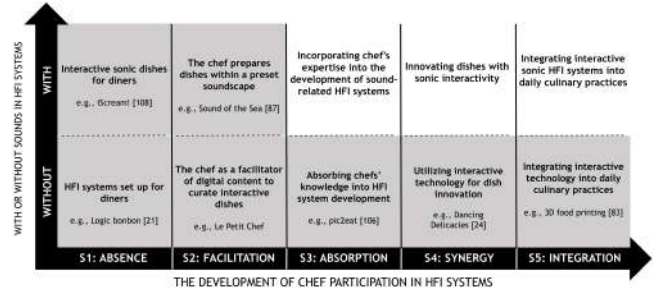 WITH OR WITHOUT SOUNDS IN HFI SYSTEMS
WITH
Interactive sonic dishes
for diners
e.g., iScream! [108]
The chef prepares
dishes within a preset
soundscape
e.g., Sound of the Sea [87]
Incorporating chef's
expertise into the
development of sound-
related HFI systems
Innovating dishes with
sonic interactivity
Integrating interactive
sonic HFI systems into
daily culinary practices
WITHOUT
HFI systems set up for
diners
e.g., Logic bonbon [21]
The chef as a facilitator
of digital content to
curate interactive
dishes
e.g., Le Petit Chef
Absorbing chefs'
knowledge into HFI
system development
e.g., pic2eat [106]
Utilizing interactive
technology for dish
innovation
e.g., Dancing
Delicacies [24]
Integrating interactive
technology into daily
culinary practices
e.g., 3D food printing [83]
S1: ABSENCE
S2: FACILITATION
S3: ABSORPTION
S4: SYNERGY
S5: INTEGRATION
THE DEVELOPMENT OF CHEF PARTICIPATION IN HFI SYSTEMS